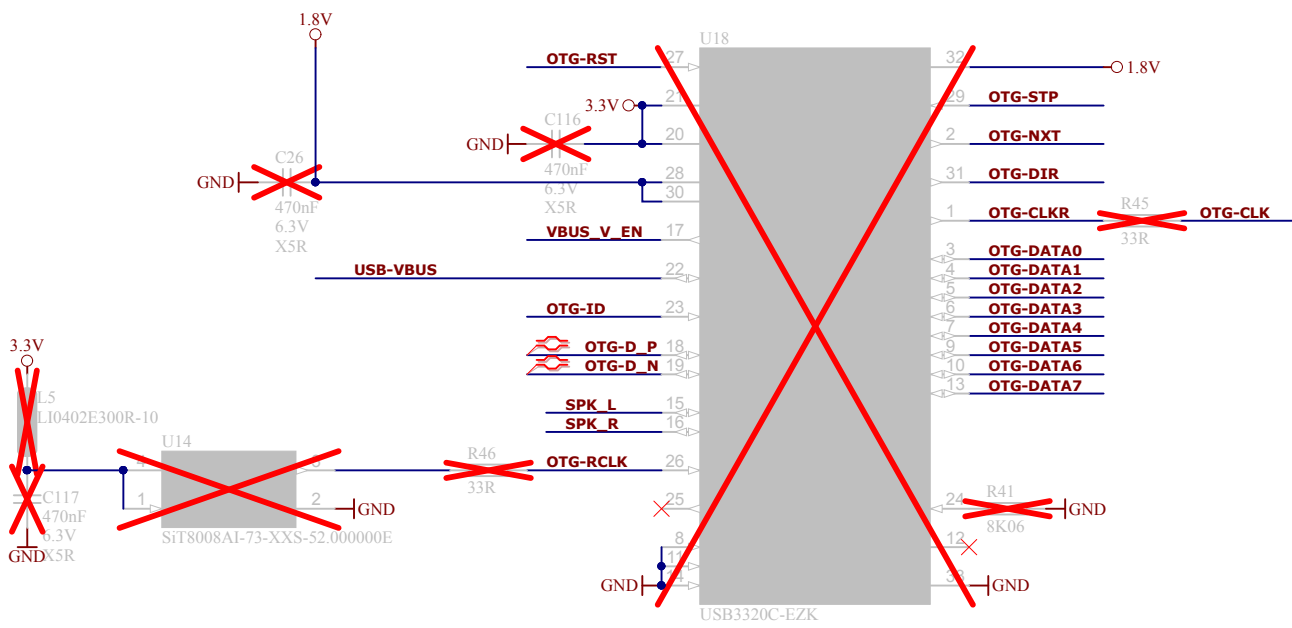 1.8V
U18
OTG-RST
27
32
1.8V
21
3.3V
29
OTG-STP
C116
GND
20
2
OTG-NXT
C26
470nF
6.3V
X5R
GND
28
31
OTG-DIR
470nF
6.3V
X5R
30
1
OTG-CLKR
R45
33R
OTG-CLK
VBUS_V_EN
17
3
OTG-DATA0
USB-VBUS
22
4
OTG-DATA1
5
OTG-DATA2
OTG-ID
23
6
OTG-DATA3
7
OTG-DATA4
3.3V
OTG-D_P
18
9
OTG-DATA5
OTG-D_N
19
10
OTG-DATA6
13
OTG-DATA7
L5
LI0402E300R-10
SPK_L
15
SPK_R
16
U14
4
3
R46
33R
OTG-RCLK
26
C117
470nF
6.3V
X5R
GND
1
2
GND
25
24
R41
8K06
GND
SiT8008AI-73-XXS-52.000000E
8
12
11
GND
14
33
GND
USB3320C-EZK